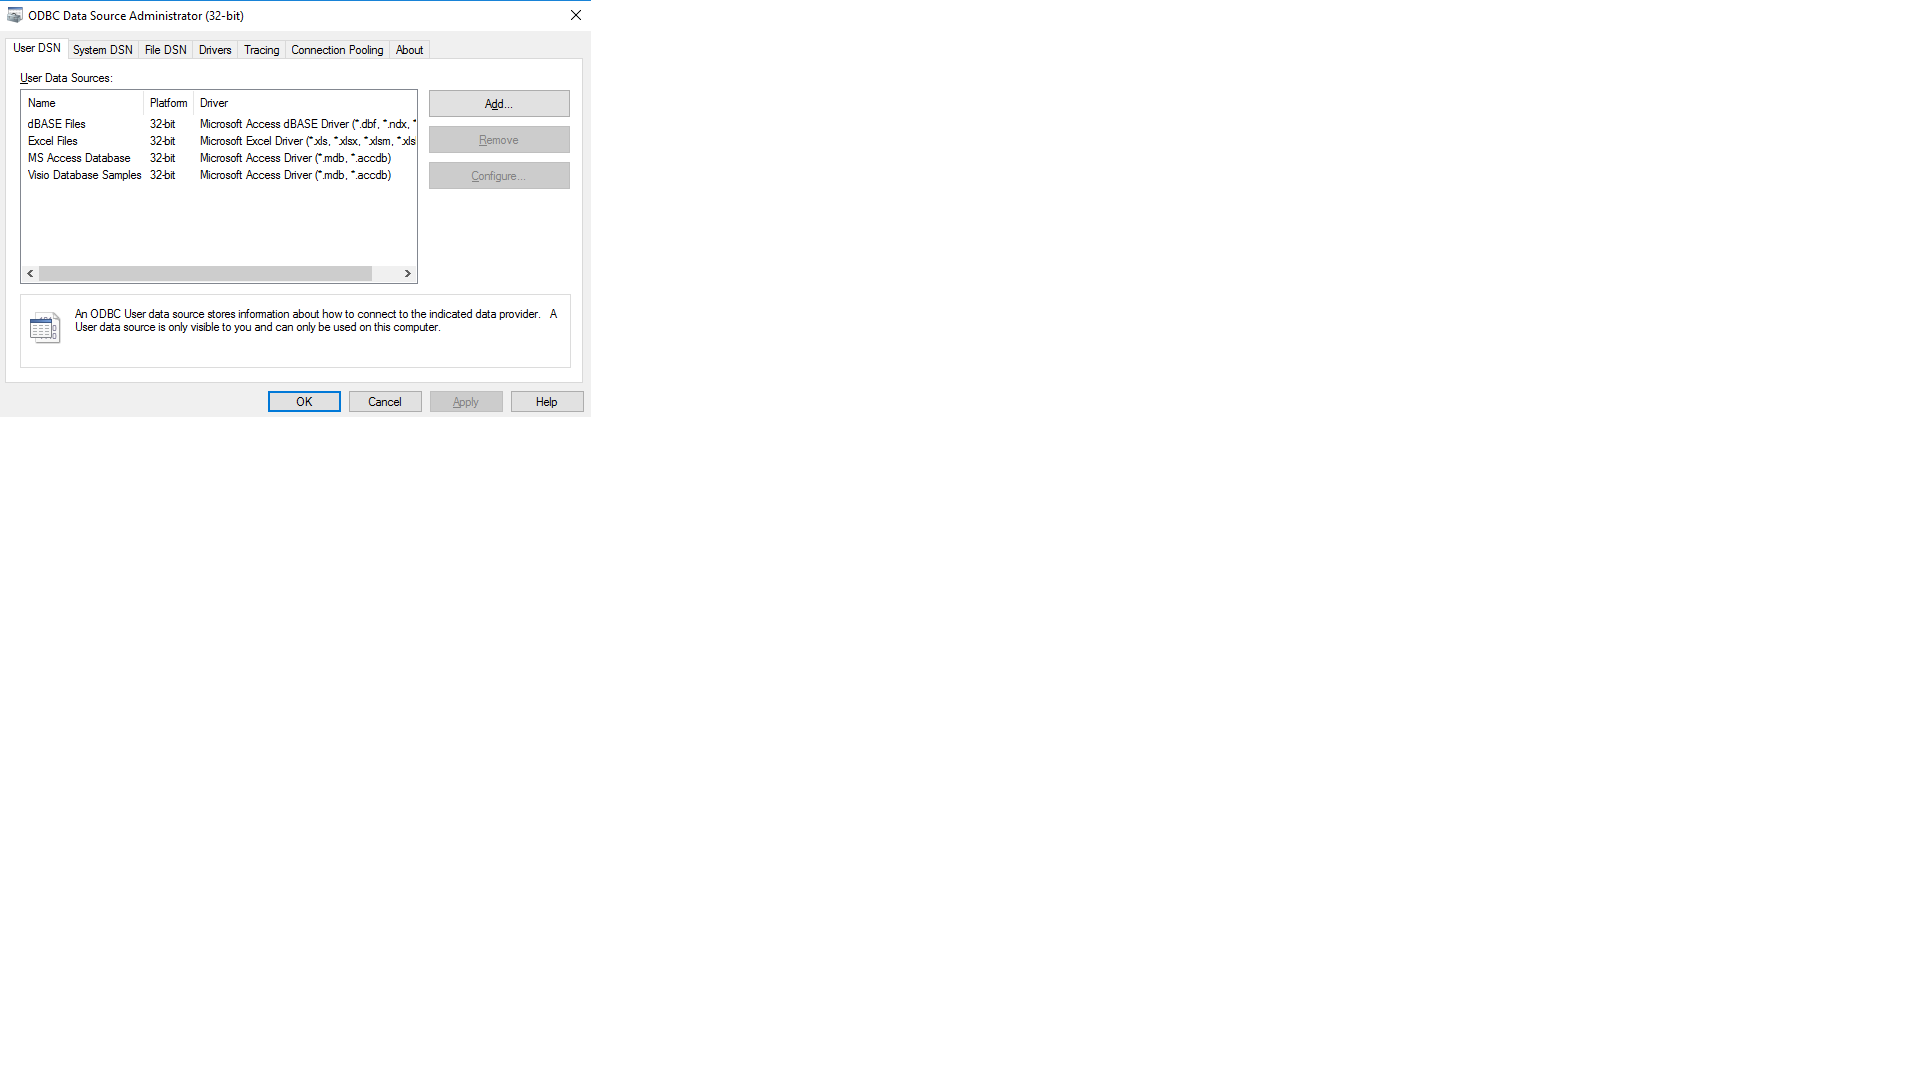 ODBC Data Source Administrator (32-bit)
User DSN System DSN File DSN Drivers Tracing Connection Pooling About
User Data Sources:
Name Platform Driver
dBASE Files 32-bit Microsoft Access dBASE Driver (*.dbf, *.ndx, *
Excel Files 32-bit Microsoft Excel Driver (*.xls, *.xlsx, *.xlsm, *.xls
MS Access Database 32-bit Microsoft Access Driver (*.mdb, *.accdb)
Visio Database Samples 32-bit Microsoft Access Driver (*.mdb, *.accdb)
Add...
Remove
Configure...
An ODBC User data source stores information about how to connect to the indicated data provider. A
User data source is only visible to you and can only be used on this computer.
OK Cancel Apply Help